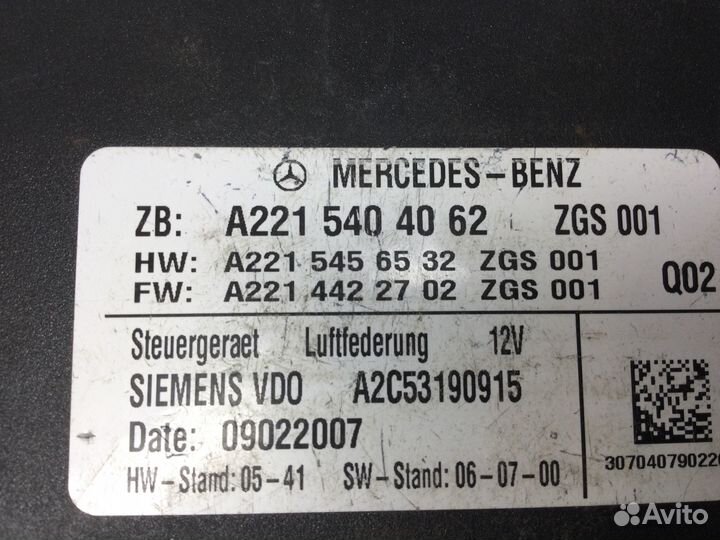 MERCEDES-BENZ
ZB: A221 540 40 62 ZGS 001
HW: A221 545 65 32 ZGS 001
FW: A221 442 27 02 ZGS 001
Q02
Steuergeraet Luftfederung 12V
SIEMENS VDO A2C53190915
Date: 09022007
HW-Stand: 05-41 SW-Stand: 06-07-00
Avito